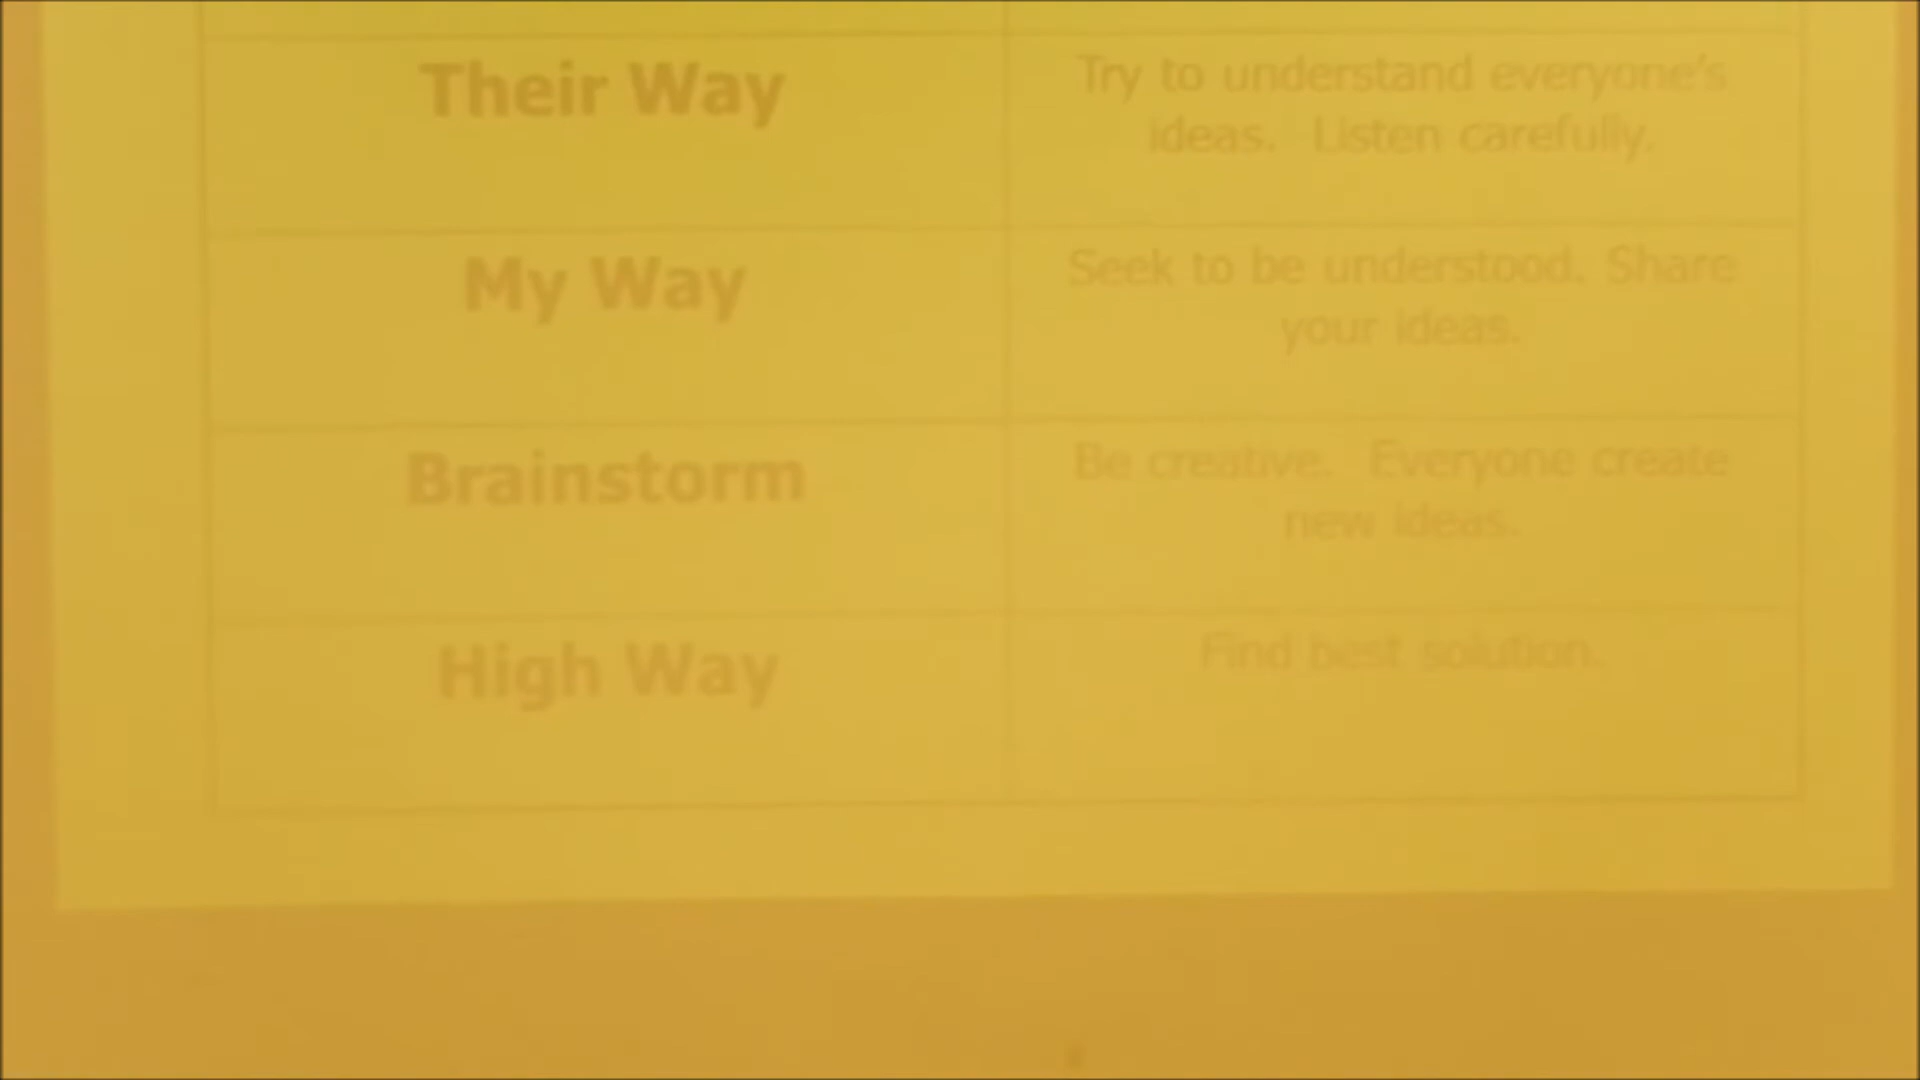 Their Way
Try to understand everyone's
ideas.  Listen carefully.
My Way
Seek to be understood. Share
your ideas.
Brainstorm
Be creative.  Everyone create
new ideas.
High Way
Find best solution.